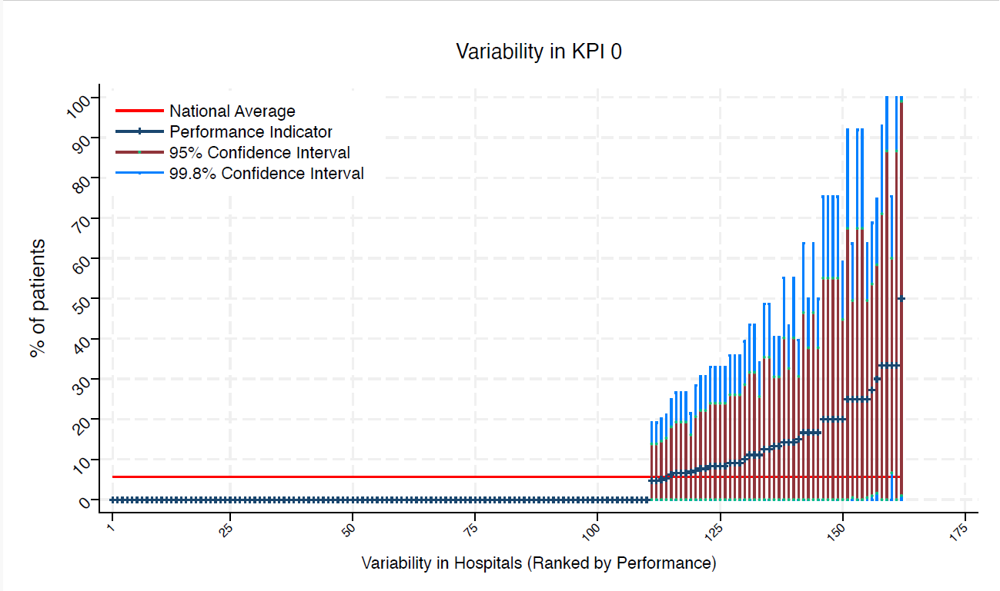 Variability in KPI 0
National Average
Performance Indicator
95% Confidence Interval
99.8% Confidence Interval
% of patients
100
90
80
70
60
50
40
30
20
10
0
1
25
50
75
100
125
150
175
Variability in Hospitals (Ranked by Performance)